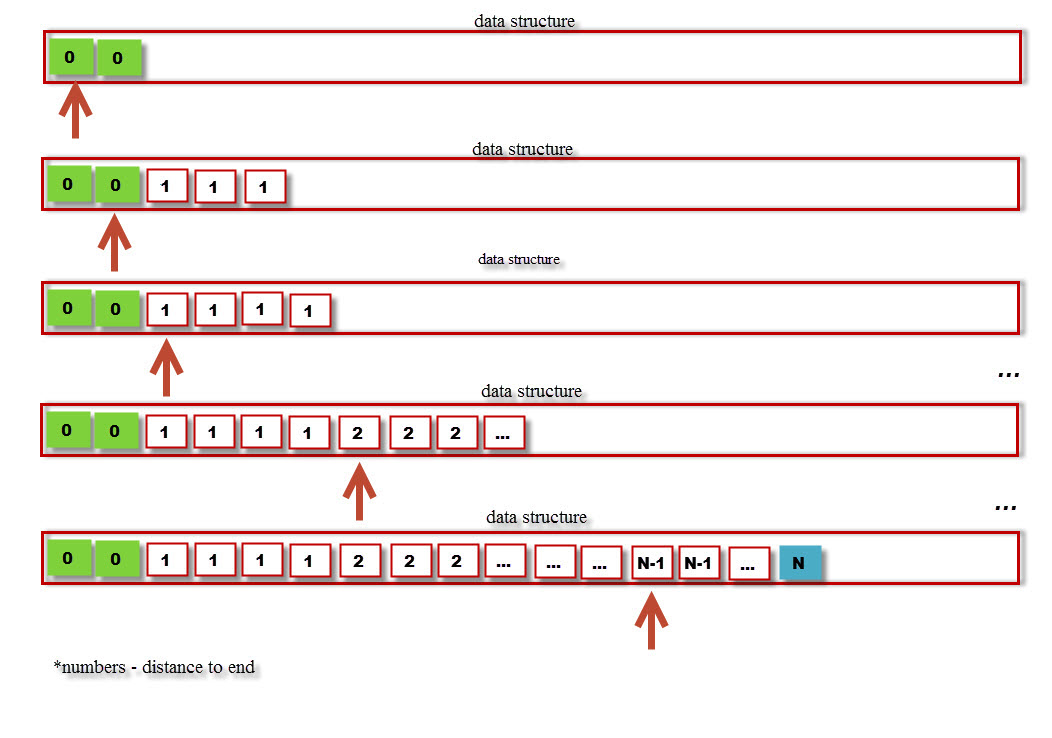 data structure
0 0
data structure
0 0 1 1 1
data structure
0 0 1 1 1 1
...
data structure
0 0 1 1 1 1 2 2 2 ...
...
data structure
0 0 1 1 1 1 2 2 2 ... ... ... N-1 N-1 ... N
*numbers - distance to end